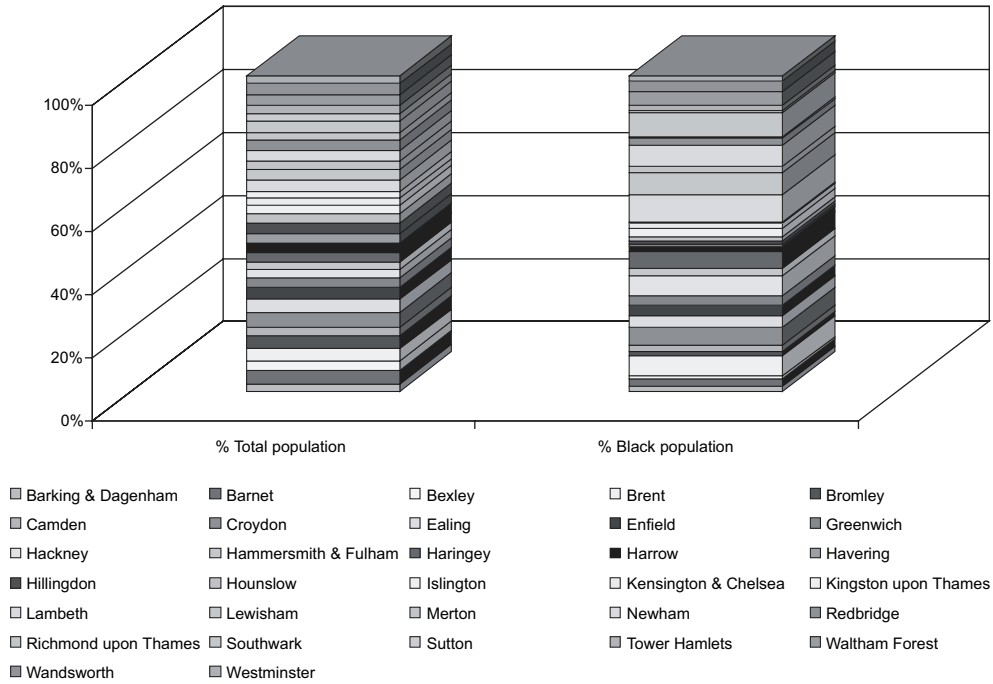 100%
80%
60%
40%
20%
0%
% Total population % Black population
Barking & Dagenham Barnet Bexley Brent Bromley
Camden Croydon Ealing Enfield Greenwich
Hackney Hammersmith & Fulham Haringey Harrow Havering
Hillingdon Hounslow Islington Kensington & Chelsea Kingston upon Thames
Lambeth Lewisham Merton Newham Redbridge
Richmond upon Thames Southwark Sutton Tower Hamlets Waltham Forest
Wandsworth Westminster